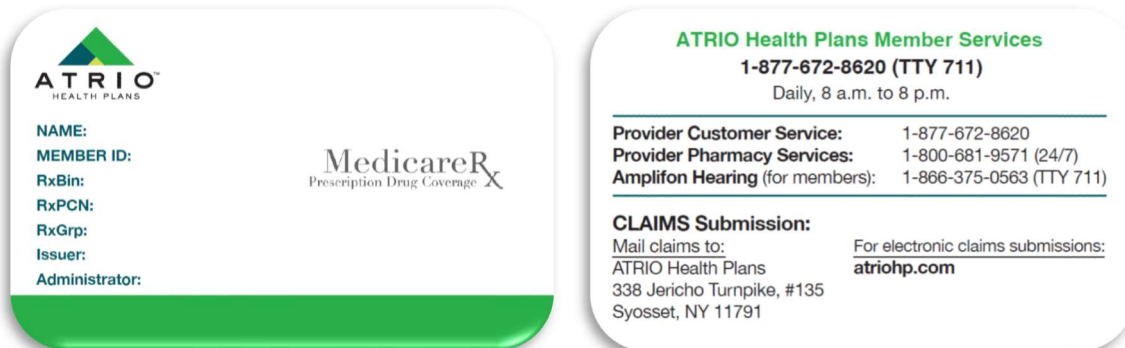 ATRIO™
HEALTH PLANS
NAME:
MEMBER ID:
RxBin:
RxPCN:
RxGrp:
Issuer:
Administrator:
MedicareRx
Prescription Drug Coverage
ATRIO Health Plans Member Services
1-877-672-8620 (TTY 711)
Daily, 8 a.m. to 8 p.m.
Provider Customer Service: 1-877-672-8620
Provider Pharmacy Services: 1-800-681-9571 (24/7)
Amplifon Hearing (for members): 1-866-375-0563 (TTY 711)
CLAIMS Submission:
Mail claims to:
ATRIO Health Plans
338 Jericho Turnpike, #135
Syosset, NY 11791
For electronic claims submissions:
atriohp.com